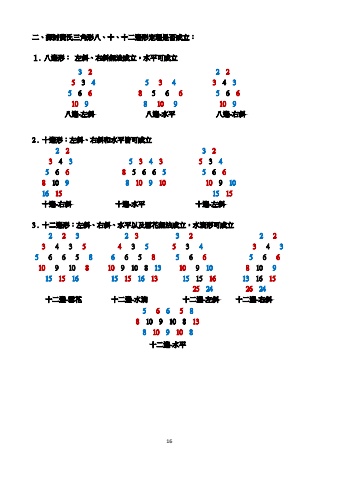 二、探討費氏三角形八、十、十二邊形定理是否成立：
1. 八邊形： 左斜、右斜無法成立，水平可成立
3 2 2 2
5 3 4 5 3 4 3 4 3
5 6 6 8 5 6 6 5 6 6
10 9 8 10 9 10 9
八邊-左斜 八邊-水平 八邊-右斜
2. 十邊形：左斜、右斜和水平皆可成立
2 2 3 2
3 4 3 5 3 4 3 5 3 4
5 6 6 8 5 6 6 5 5 6 6
8 10 9 8 10 9 10 10 9 10
16 15 15 15
十邊-右斜 十邊-水平 十邊-左斜
3. 十二邊形：左斜、右斜、水平以及雪花無法成立，水滴形可成立
2 2 3 2 3 3 2 2 2
3 4 3 5 4 3 5 5 3 4 3 4 3
5 6 6 5 8 6 6 5 8 5 6 6 5 6 6
10 9 10 8 10 9 10 8 13 10 9 10 8 10 9
15 15 16 15 15 16 13 15 15 16 13 16 15
25 24 26 24
十二邊-雪花 十二邊-水滴 十二邊-左斜 十二邊-右斜
5 6 6 5 8
8 10 9 10 8 13
8 10 9 10 8
十二邊-水平
16